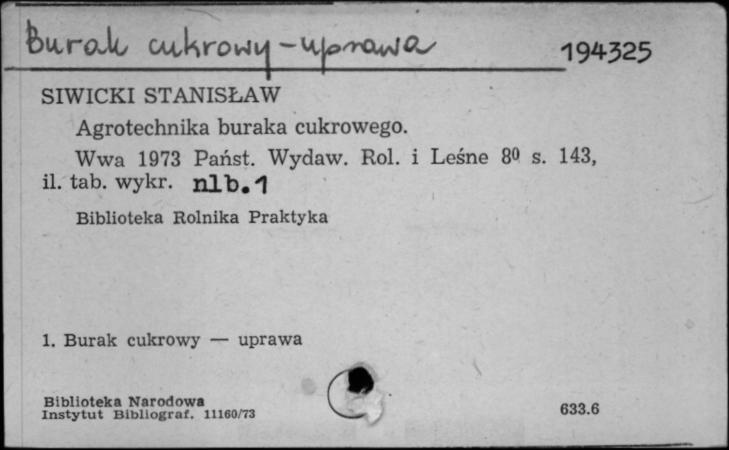 Burak cukrowy - uprawa 194325
SIWICKI STANISŁAW
Agrotechnika buraka cukrowego.
Wwa 1973 Państ. Wydaw. Rol. i Leśne 8º s. 143,
il. tab. wykr. nlb.1
Biblioteka Rolnika Praktyka
1. Burak cukrowy — uprawa
Biblioteka Narodowa
Instytut Bibliograf. 11160/73 633.6